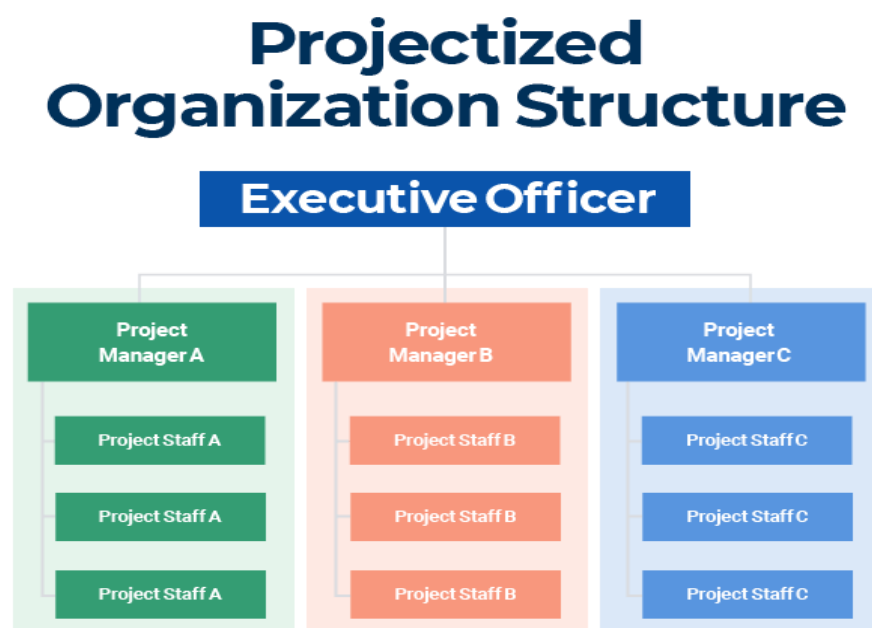 Projectized
Organization Structure
Executive Officer
Project
Manager A
Project
Manager B
Project
Manager C
Project Staff A
Project Staff B
Project Staff C
Project Staff A
Project Staff B
Project Staff C
Project Staff A
Project Staff B
Project Staff C